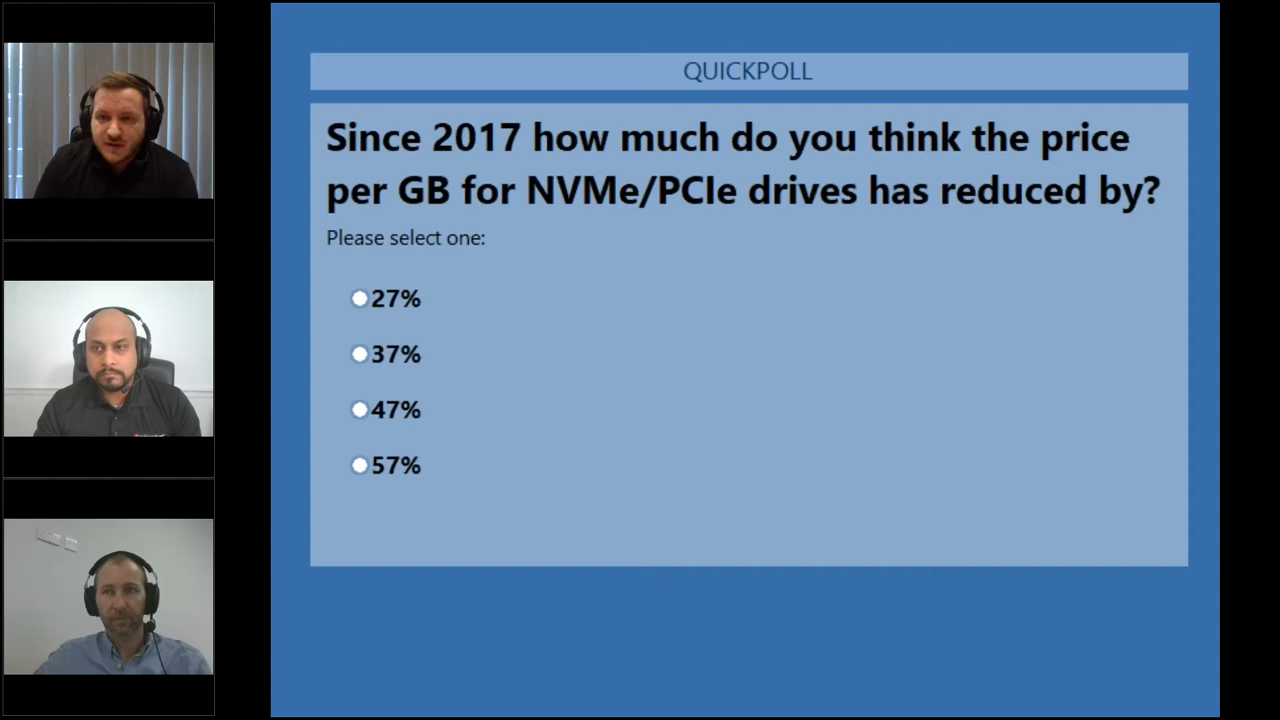 QUICKPOLL
Since 2017 how much do you think the price
per GB for NVMe/PCIe drives has reduced by?
Please select one:
27%
37%
47%
57%